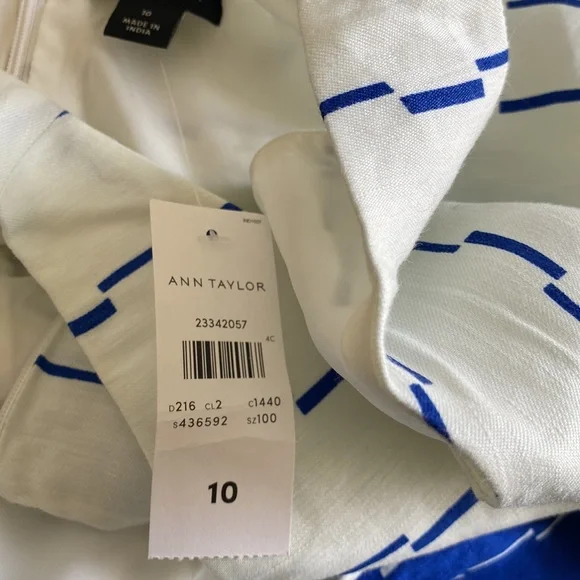 10
MADE IN
INDIA
ANN TAYLOR
23342057
4C
D216 CL2 C1440
S436592 SZ100
10